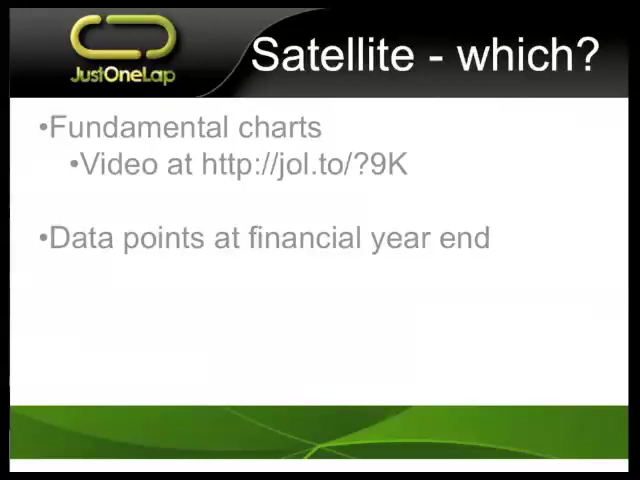 JustOneLap
Satellite - which?
•Fundamental charts
•Video at http://jol.to/?9K
•Data points at financial year end